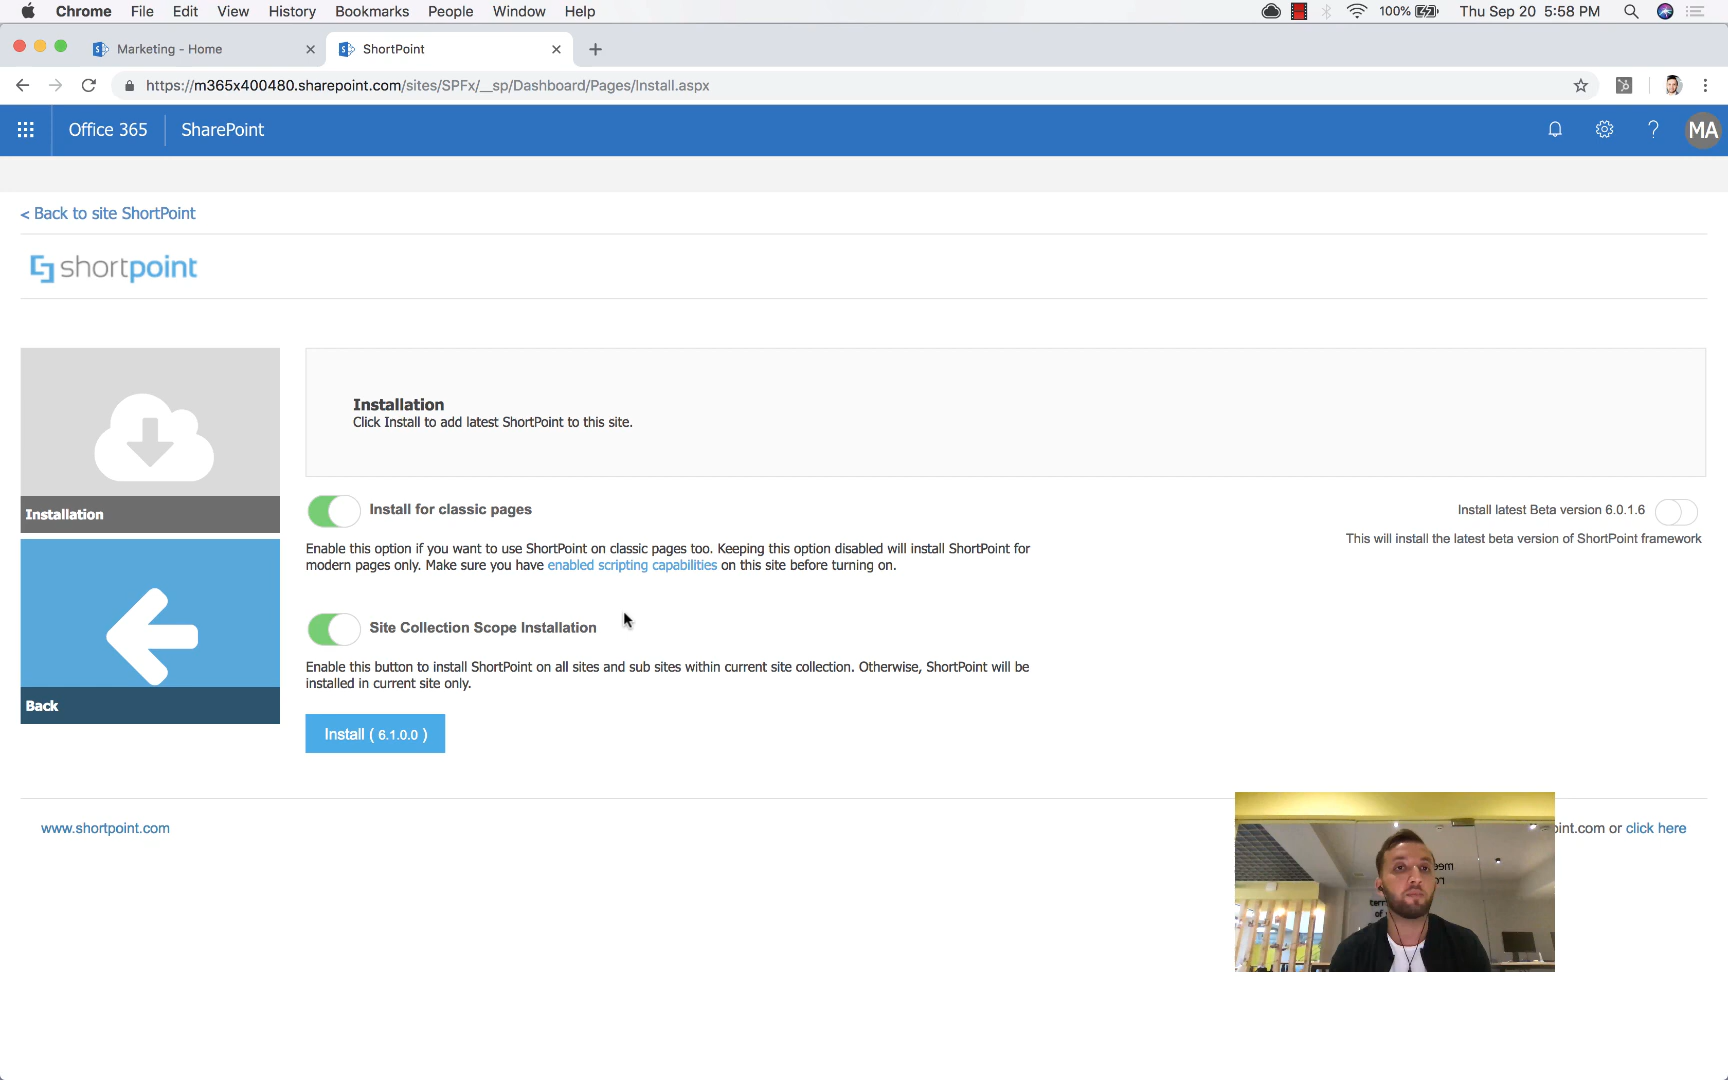 Chrome File Edit View History Bookmarks People Window Help 100% Thu Sep 20 5:58 PM
Marketing - Home ShortPoint
https://m365x400480.sharepoint.com/sites/SPFx/__sp/Dashboard/Pages/Install.aspx
Office 365 SharePoint MA
< Back to site ShortPoint
shortpoint
Installation
Click Install to add latest ShortPoint to this site.
Installation
Back
Install for classic pages
Enable this option if you want to use ShortPoint on classic pages too. Keeping this option disabled will install ShortPoint for
modern pages only. Make sure you have enabled scripting capabilities on this site before turning on.
Install latest Beta version 6.0.1.6
This will install the latest beta version of ShortPoint framework
Site Collection Scope Installation
Enable this button to install ShortPoint on all sites and sub sites within current site collection. Otherwise, ShortPoint will be
installed in current site only.
Install ( 6.1.0.0 )
www.shortpoint.com
int.com or click here